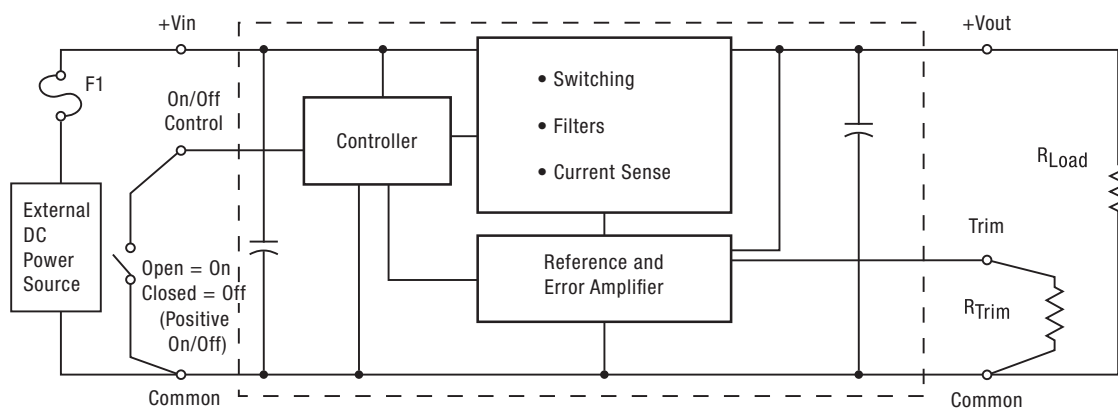 +Vin
+Vout
F1
On/Off
Control
Controller
• Switching
• Filters
• Current Sense
RLoad
External
DC
Power
Source
Open = On
Closed = Off
(Positive
On/Off)
Reference and
Error Amplifier
Trim
RTrim
Common
Common